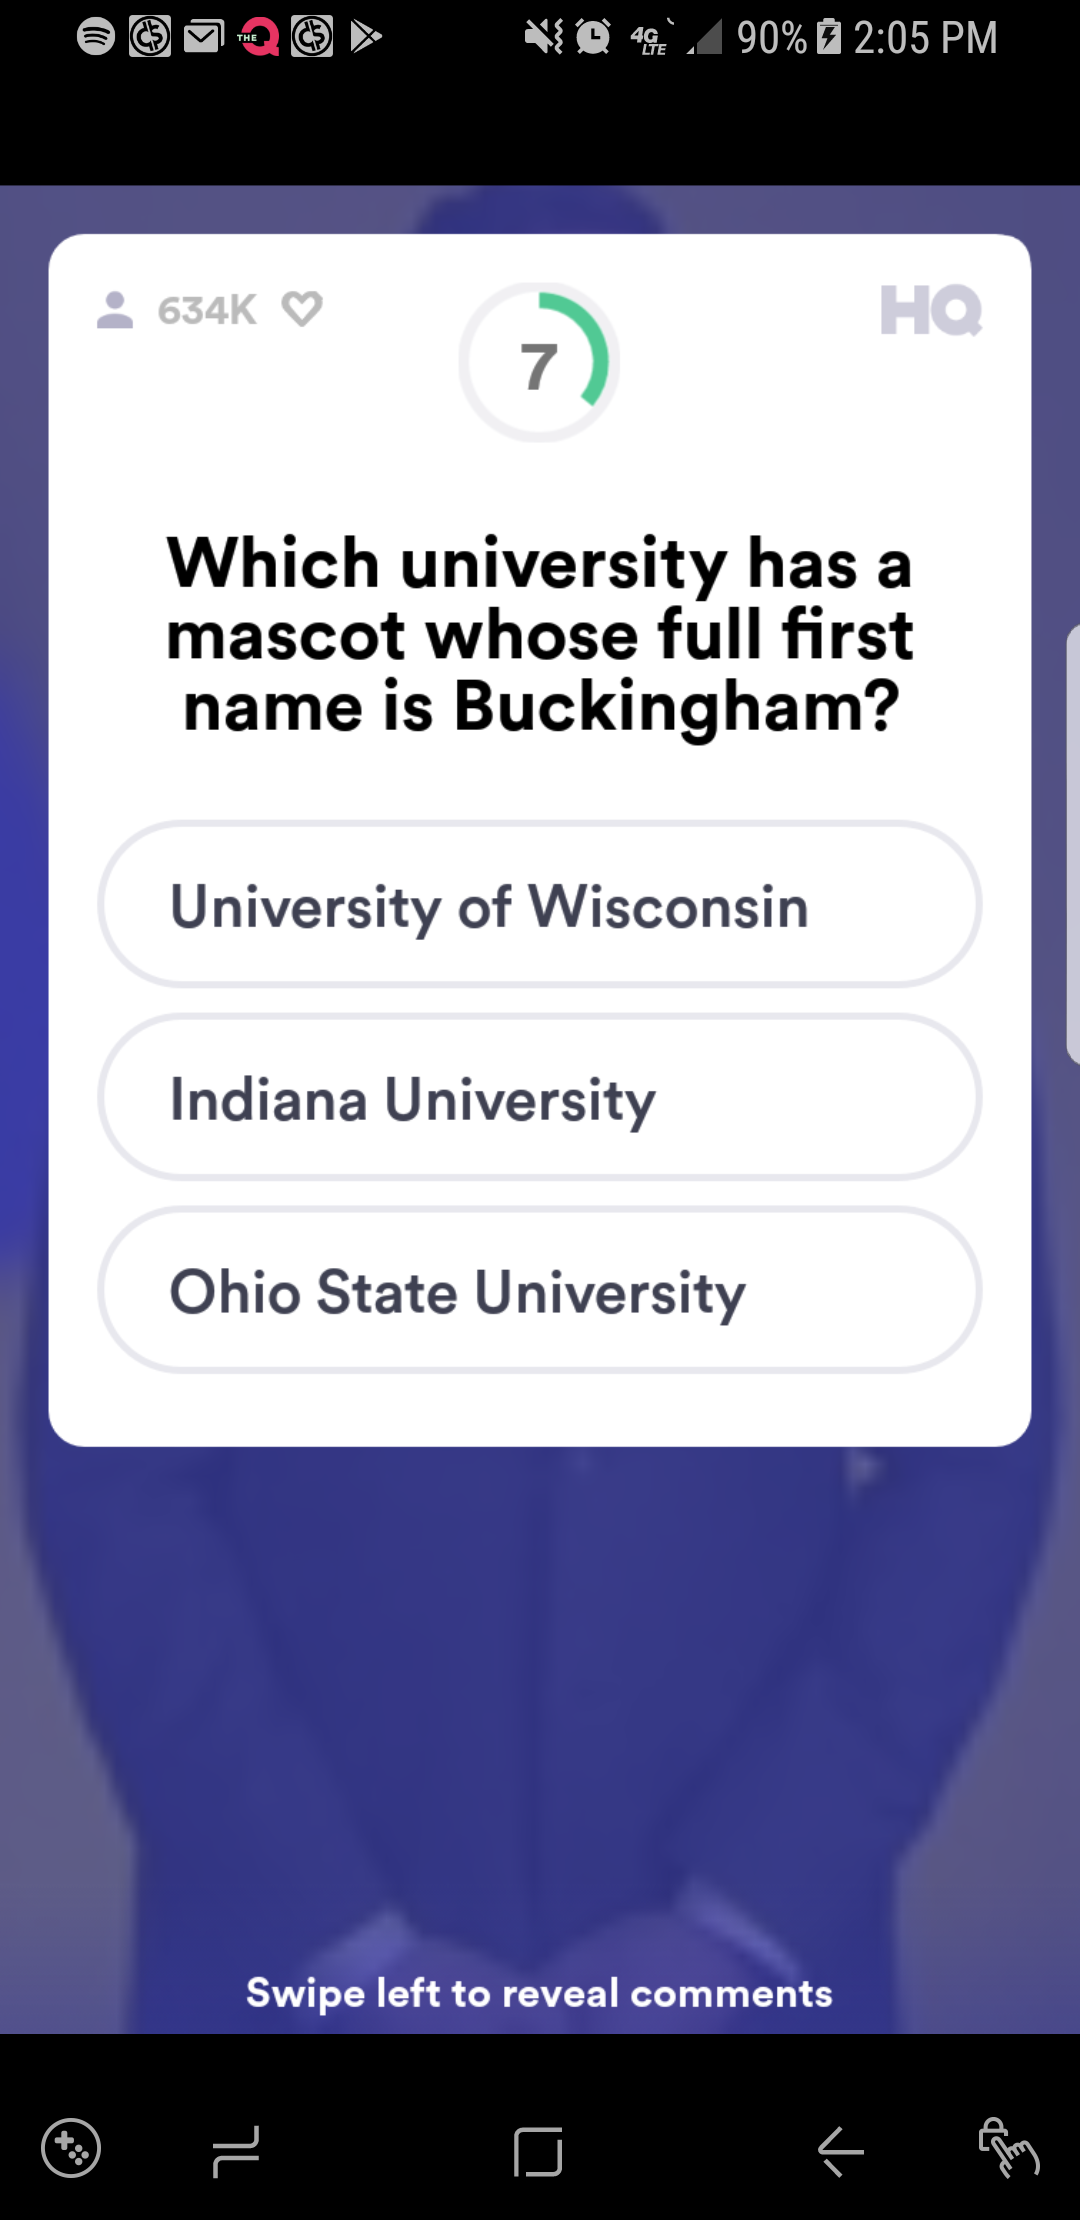 THE Q 4G LTE 90% 2:05 PM
634K 7 HQ
Which university has a
mascot whose full first
name is Buckingham?
University of Wisconsin
Indiana University
Ohio State University
Swipe left to reveal comments